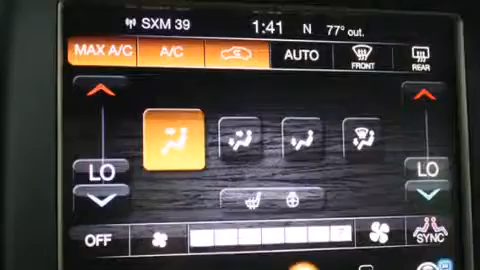 SXM 39 1:41 N 77° out.
MAX A/C A/C AUTO FRONT REAR
LO LO
OFF SYNC